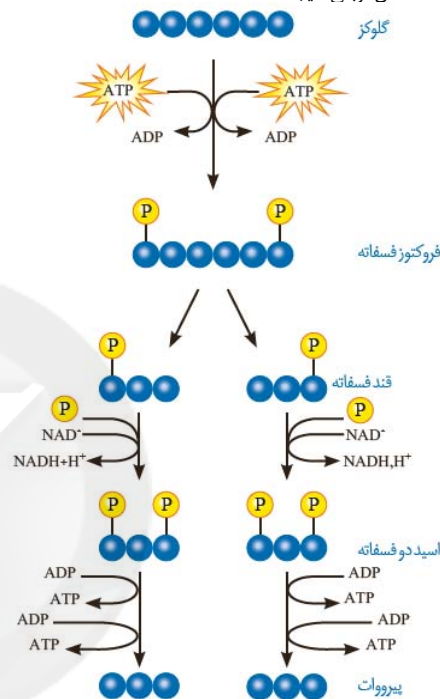 گلوکز
ATP ATP
ADP ADP
P P
فروکتوز فسفاته
P P
قند فسفاته
P P
NAD⁺ NAD⁺
NADH+H⁺ NADH,H⁺
P P P P
اسید دو فسفاته
ADP ADP
ATP ATP
ADP ADP
ATP ATP
پیرووات